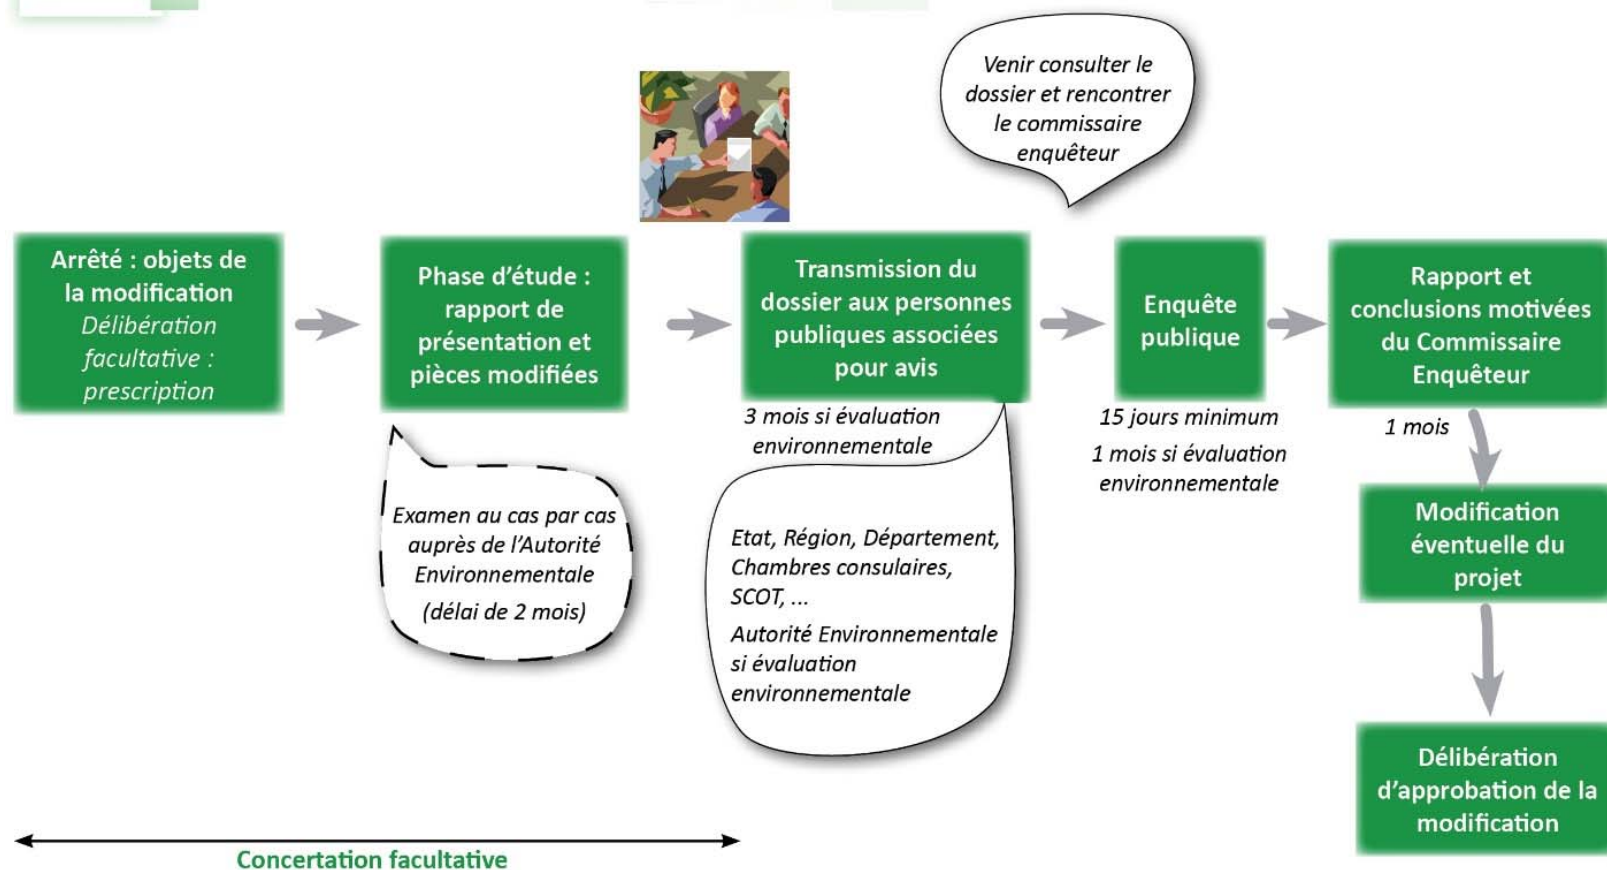 Venir consulter le
dossier et rencontrer
le commissaire
enquêteur
Arrêté : objets de
la modification
Délibération
facultative :
prescription
Phase d'étude :
rapport de
présentation et
pièces modifiées
Transmission du
dossier aux personnes
publiques associées
pour avis
Enquête
publique
Rapport et
conclusions motivées
du Commissaire
Enquêteur
3 mois si évaluation
environnementale
15 jours minimum
1 mois si évaluation
environnementale
1 mois
Examen au cas par cas
auprès de l'Autorité
Environnementale
(délai de 2 mois)
Etat, Région, Département,
Chambres consulaires,
SCOT, ...
Autorité Environnementale
si évaluation
environnementale
Modification
éventuelle du
projet
Délibération
d'approbation de la
modification
Concertation facultative